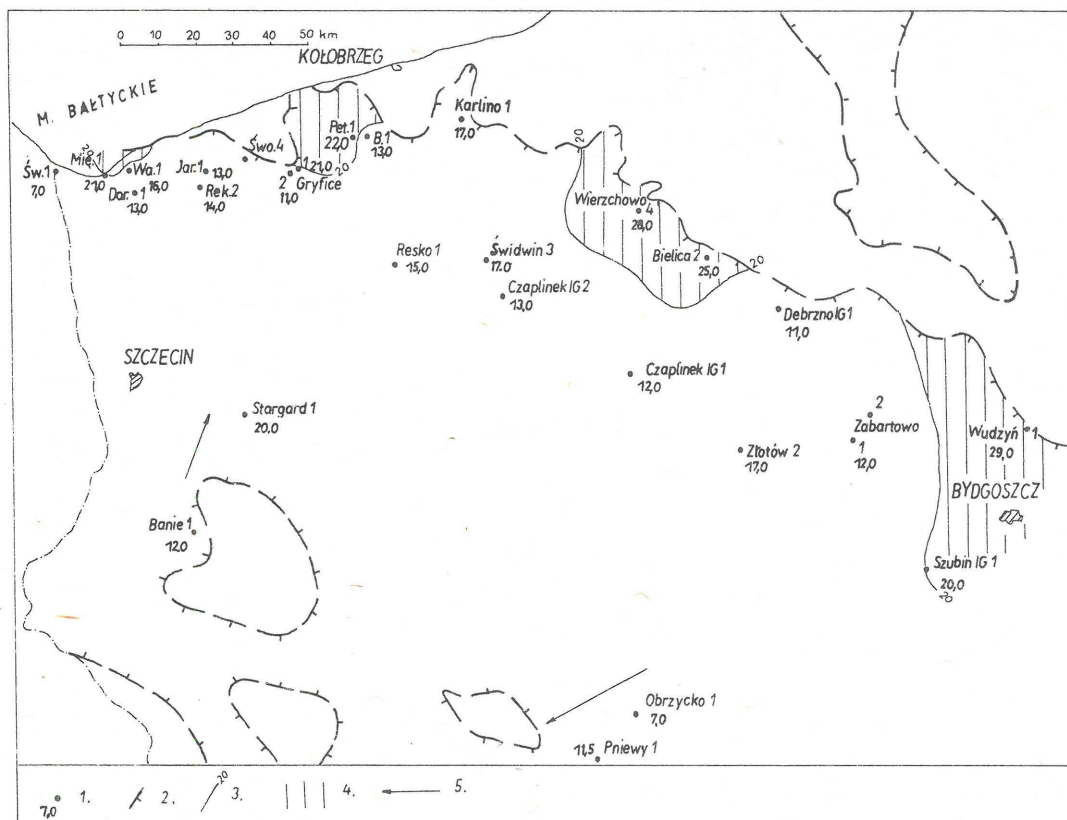 0 10 20 30 40 50 km
KOŁOBRZEG
M. BAŁTYCKIE
Karlino 1
17,0
Pet.1
22,0
B.1
13,0
20
Świ.1
7,0
Mię.1
21,0
20
Wa.1
16,0
Dar.1
13,0
Jar.1
13,0
Rek.2
14,0
Świo.4
1
21,0
2
Gryfice
11,0
20
Wierzchowo
4
28,0
Bielica 2
25,0
20
Resko 1
15,0
Świdwin 3
17,0
Czaplinek IG 2
13,0
Debrzno IG 1
11,0
SZCZECIN
Czaplinek IG 1
12,0
Stargard 1
20,0
2
Zabartowo
1
12,0
Złotów 2
17,0
Wudzyń 1
29,0
BYDGOSZCZ
Banie 1
12,0
Szubin IG 1
20,0
20
Obrzycko 1
7,0
11,5 Pniewy 1
7,0 1. 2. 20 3. 4. 5.